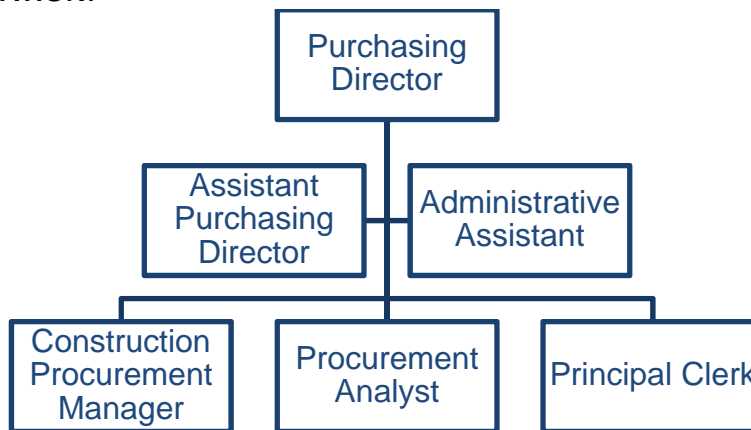 Purchasing
Director
Assistant
Purchasing
Director
Administrative
Assistant
Construction
Procurement
Manager
Procurement
Analyst
Principal Clerk